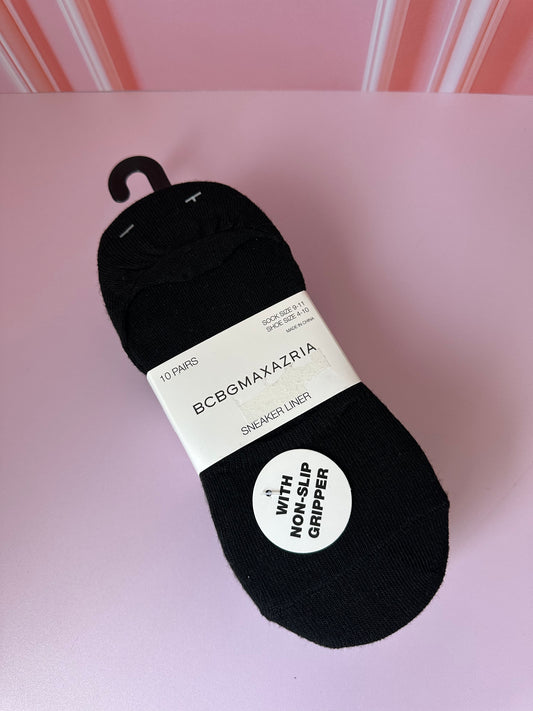 10 PAIRS
SOCK SIZE 9-11
SHOE SIZE 4-10
MADE IN CHINA
BCBGMAXAZRIA
SNEAKER LINER
WITH
NON-SLIP
GRIPPER